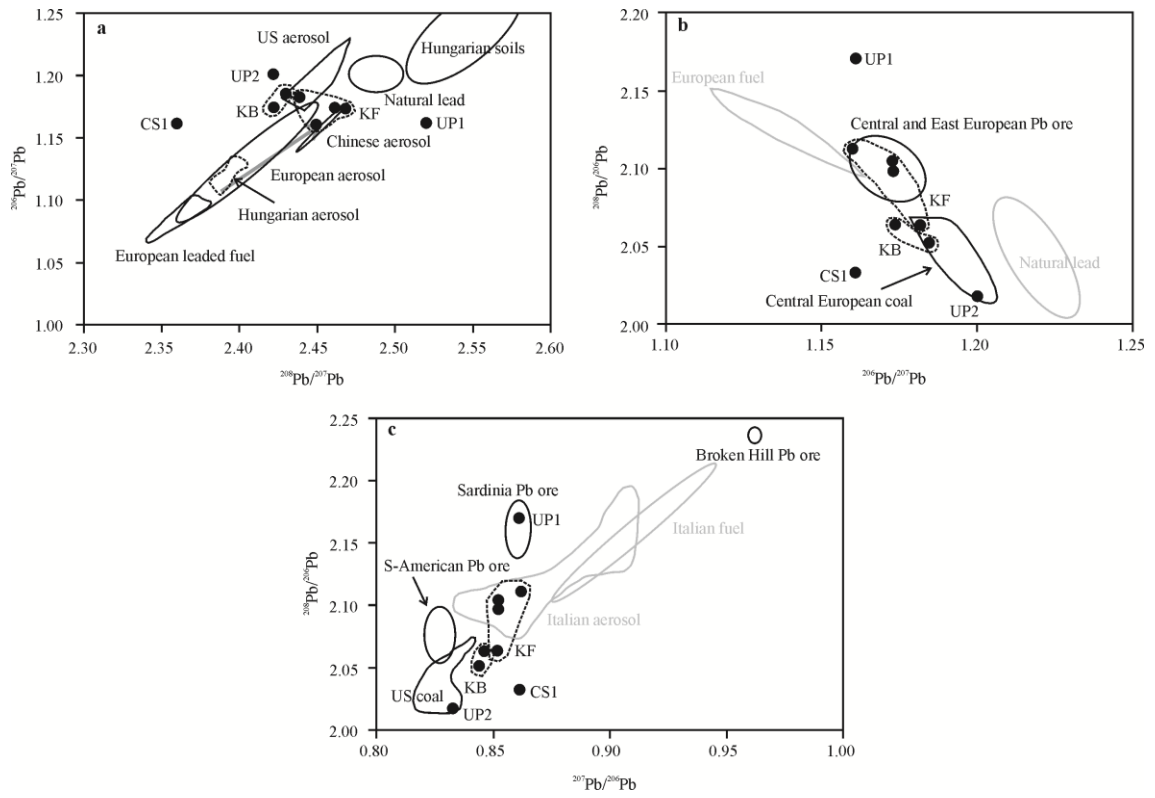 a
1.25
1.20
1.15
1.10
1.05
1.00
²⁰⁶Pb/²⁰⁷Pb
2.30
2.40
2.45
2.50
2.55
2.60
²⁰⁸Pb/²⁰⁷Pb
US aerosol
Hungarian soils
UP2
KB
Natural lead
KF
CS1
UP1
Chinese aerosol
European aerosol
Hungarian aerosol
European leaded fuel
b
2.20
2.15
2.10
2.05
2.00
²⁰⁸Pb/²⁰⁶Pb
1.10
1.15
1.20
1.25
²⁰⁶Pb/²⁰⁷Pb
UP1
European fuel
Central and East European Pb ore
KF
KB
CS1
Natural lead
Central European coal
UP2
c
2.25
2.20
2.15
2.10
2.05
2.00
²⁰⁸Pb/²⁰⁶Pb
0.80
0.85
0.90
0.95
1.00
²⁰⁷Pb/²⁰⁶Pb
Broken Hill Pb ore
Sardinia Pb ore
UP1
Italian fuel
S-American Pb ore
Italian aerosol
KF
KB
US coal
CS1
UP2